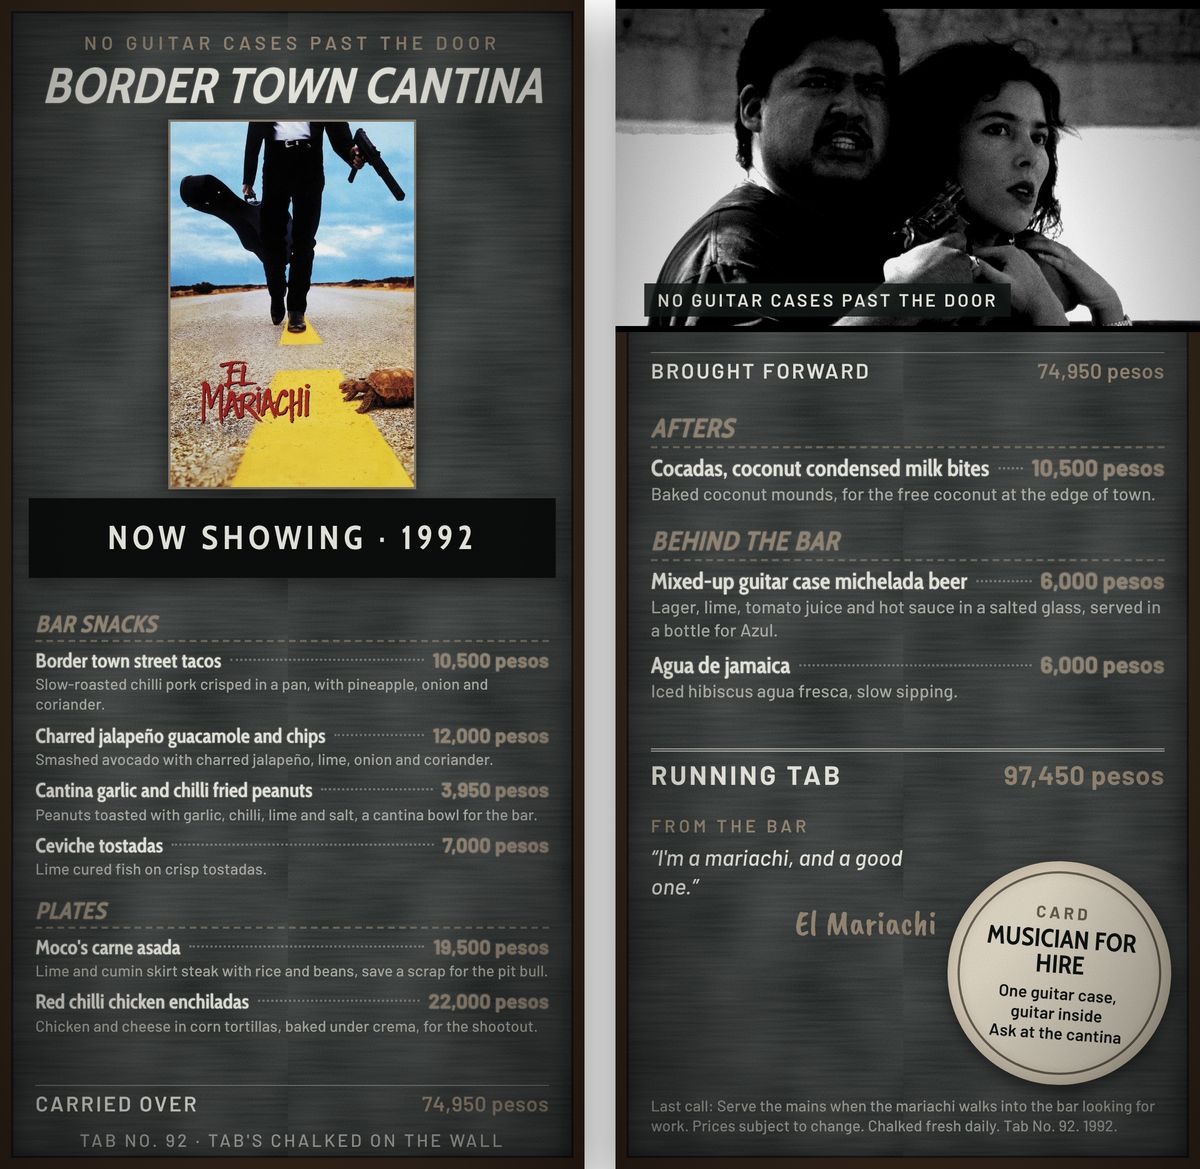 NO GUITAR CASES PAST THE DOOR
BORDER TOWN CANTINA
EL
MARIACHI
NOW SHOWING · 1992
BAR SNACKS
Border town street tacos 10,500 pesos
Slow-roasted chilli pork crisped in a pan, with pineapple, onion and
coriander.
Charred jalapeño guacamole and chips 12,000 pesos
Smashed avocado with charred jalapeño, lime, onion and coriander.
Cantina garlic and chilli fried peanuts 3,950 pesos
Peanuts toasted with garlic, chilli, lime and salt, a cantina bowl for the bar.
Ceviche tostadas 7,000 pesos
Lime cured fish on crisp tostadas.
PLATES
Moco's carne asada 19,500 pesos
Lime and cumin skirt steak with rice and beans, save a scrap for the pit bull.
Red chilli chicken enchiladas 22,000 pesos
Chicken and cheese in corn tortillas, baked under crema, for the shootout.
CARRIED OVER 74,950 pesos
TAB NO. 92 · TAB'S CHALKED ON THE WALL
NO GUITAR CASES PAST THE DOOR
BROUGHT FORWARD 74,950 pesos
AFTERS
Cocadas, coconut condensed milk bites 10,500 pesos
Baked coconut mounds, for the free coconut at the edge of town.
BEHIND THE BAR
Mixed-up guitar case michelada beer 6,000 pesos
Lager, lime, tomato juice and hot sauce in a salted glass, served in
a bottle for Azul.
Agua de jamaica 6,000 pesos
Iced hibiscus agua fresca, slow sipping.
RUNNING TAB 97,450 pesos
FROM THE BAR
“I'm a mariachi, and a good
one.”
El Mariachi
CARD
MUSICIAN FOR
HIRE
One guitar case,
guitar inside
Ask at the cantina
Last call: Serve the mains when the mariachi walks into the bar looking for
work. Prices subject to change. Chalked fresh daily. Tab No. 92. 1992.